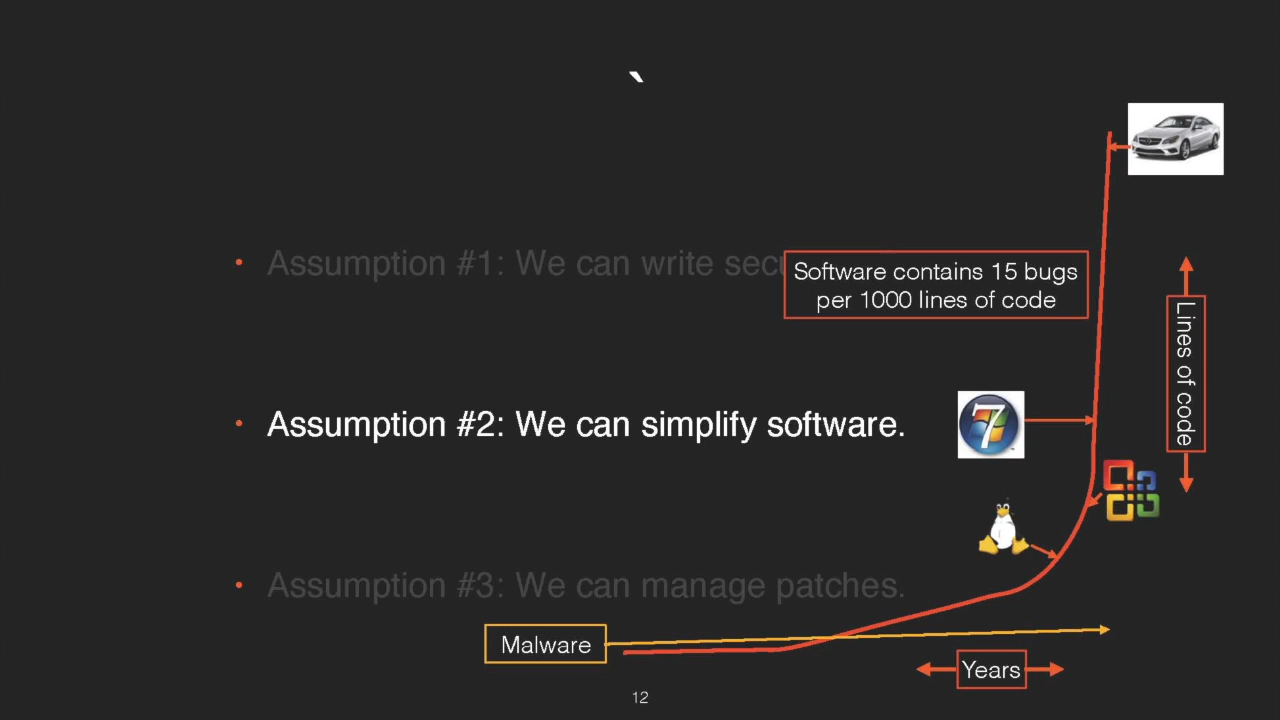 `
Assumption #1: We can write
Software contains 15 bugs
per 1000 lines of code
Lines of code
Assumption #2: We can simplify software.
7
Assumption #3: We can manage patches.
Malware
Years
12